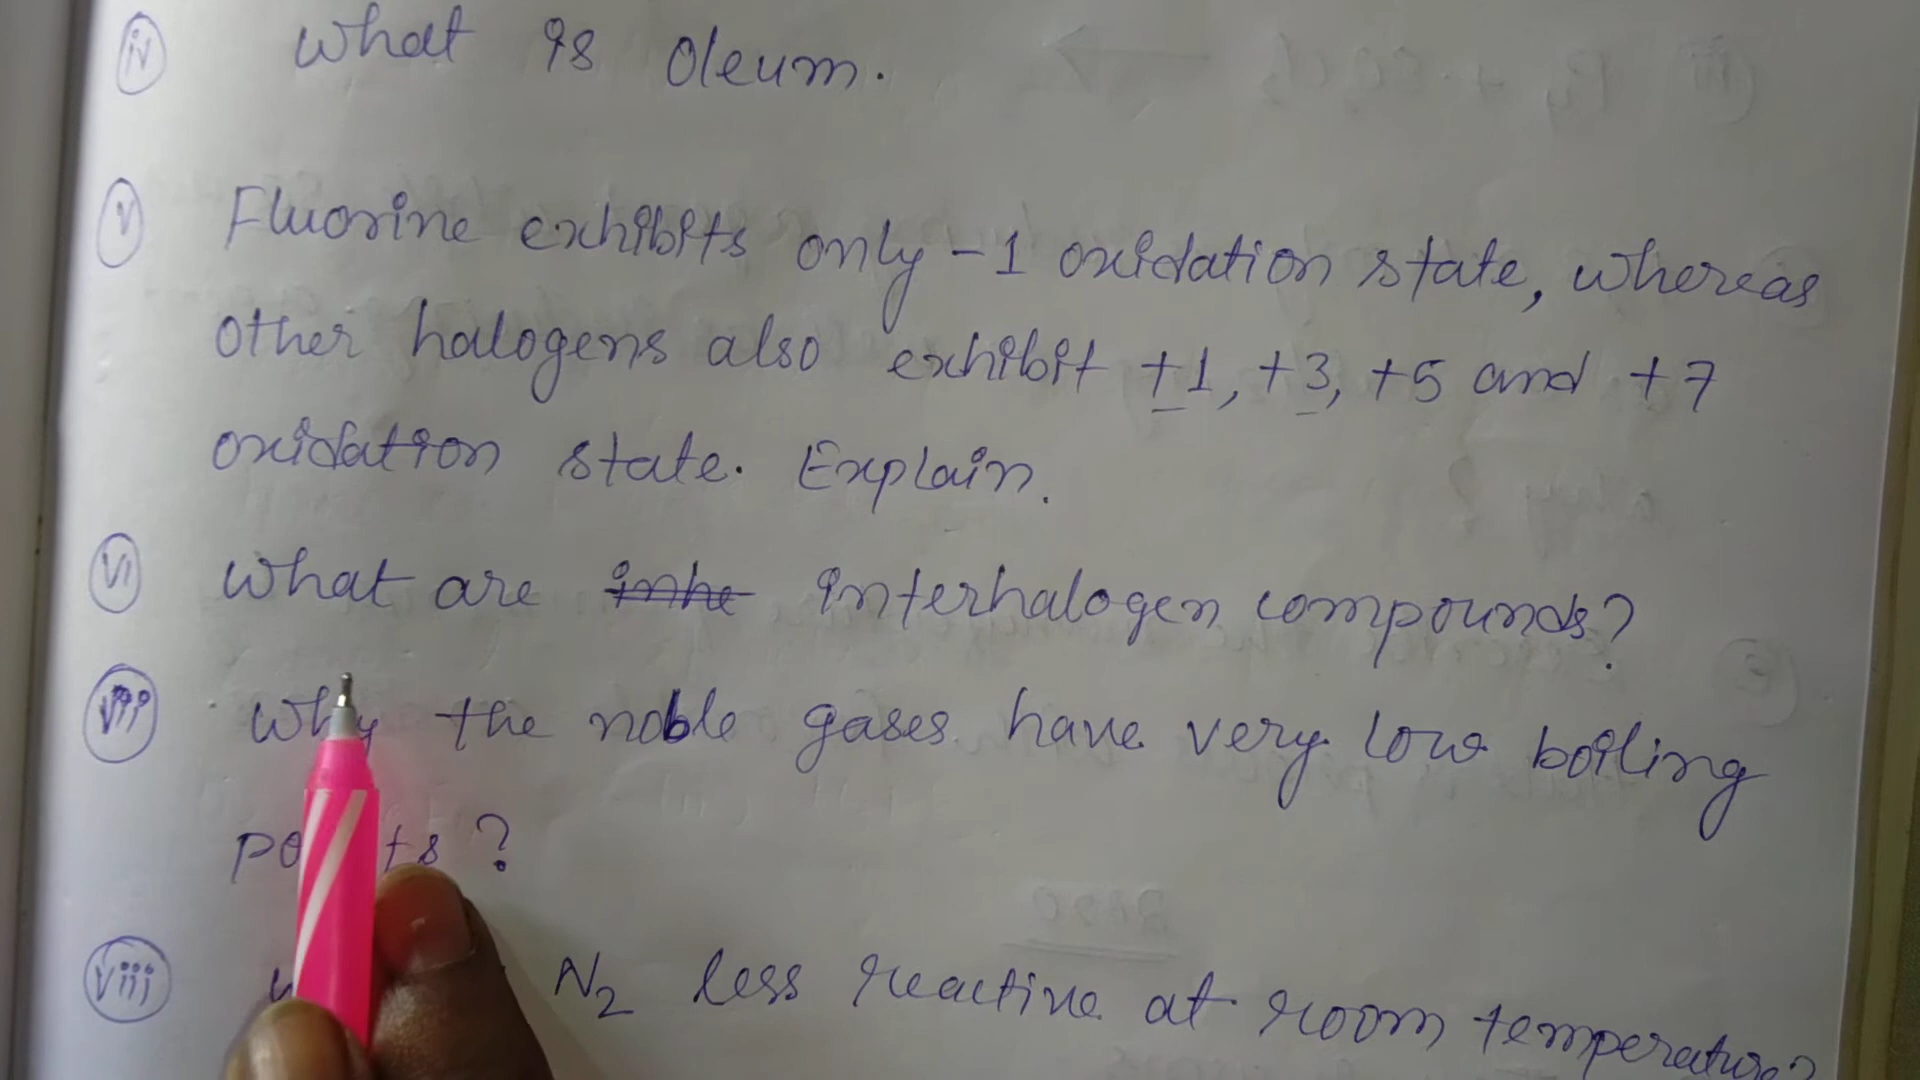 iv What is Oleum.
v Fluorine exhibits only -1 oxidation state, whereas
other halogens also exhibit +1, +3, +5 and +7
oxidation state. Explain.
vi What are interhalogen compounds?
vii Why the noble gases have very low boiling
?
viii N2 less reactive at room temperature?